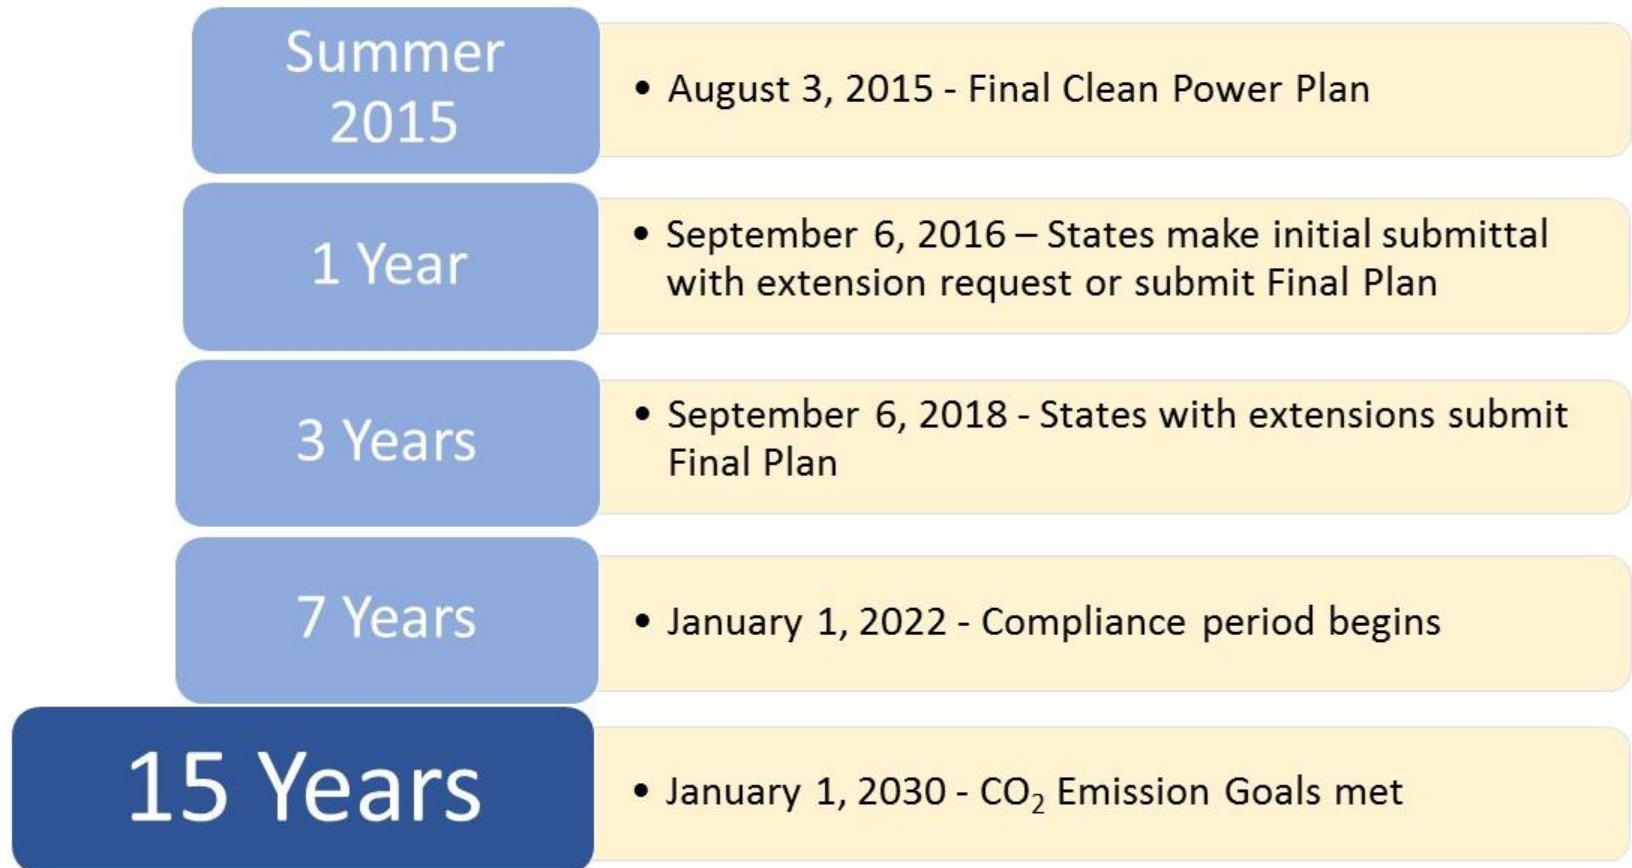 Summer
2015
• August 3, 2015 - Final Clean Power Plan
1 Year
• September 6, 2016 – States make initial submittal
with extension request or submit Final Plan
3 Years
• September 6, 2018 - States with extensions submit
Final Plan
7 Years
• January 1, 2022 - Compliance period begins
15 Years
• January 1, 2030 - CO₂ Emission Goals met